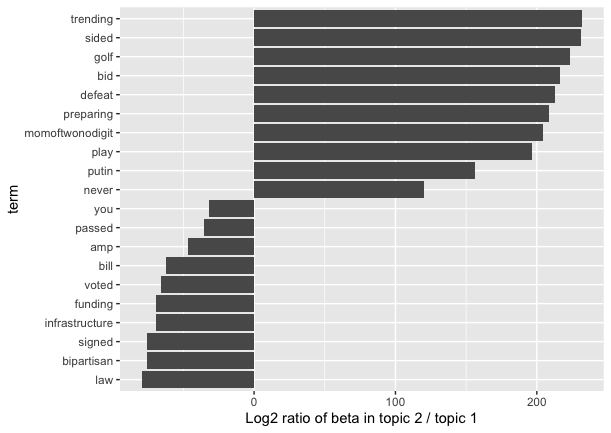 trending
sided
golf
bid
defeat
preparing
momoftwonodigit
play
putin
never
you
passed
amp
bill
voted
funding
infrastructure
signed
bipartisan
law
term
0 100 200
Log2 ratio of beta in topic 2 / topic 1